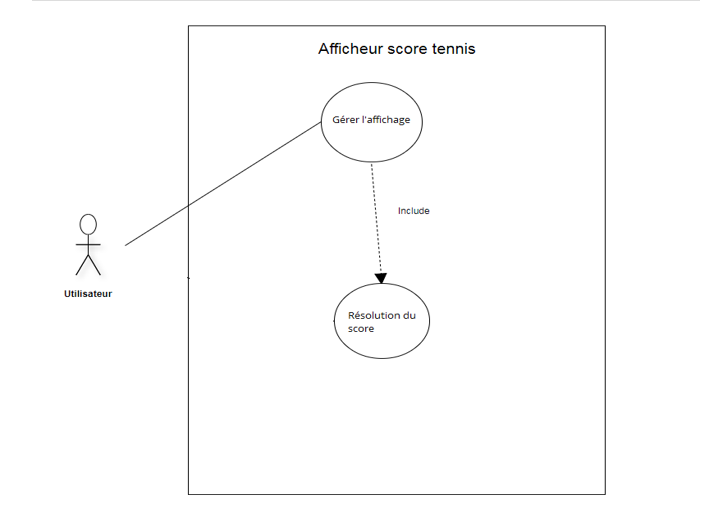 Afficheur score tennis
Gérer l'affichage
Include
Utilisateur
Résolution du
score